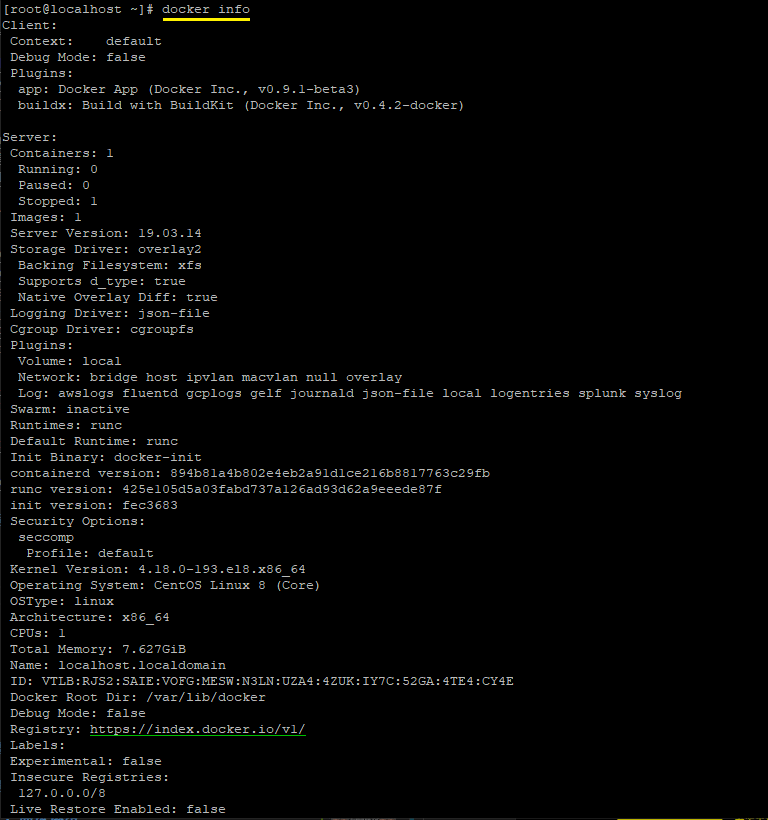 [root@localhost ~]# docker info
Client:
 Context:    default
 Debug Mode: false
 Plugins:
  app: Docker App (Docker Inc., v0.9.1-beta3)
  buildx: Build with BuildKit (Docker Inc., v0.4.2-docker)

Server:
 Containers: 1
  Running: 0
  Paused: 0
  Stopped: 1
 Images: 1
 Server Version: 19.03.14
 Storage Driver: overlay2
  Backing Filesystem: xfs
  Supports d_type: true
  Native Overlay Diff: true
 Logging Driver: json-file
 Cgroup Driver: cgroupfs
 Plugins:
  Volume: local
  Network: bridge host ipvlan macvlan null overlay
  Log: awslogs fluentd gcplogs gelf journald json-file local logentries splunk syslog
 Swarm: inactive
 Runtimes: runc
 Default Runtime: runc
 Init Binary: docker-init
 containerd version: 894b81a4b802e4eb2a91d1ce216b8817763c29fb
 runc version: 425e105d5a03fabd737a126ad93d62a9eeede87f
 init version: fec3683
 Security Options:
  seccomp
   Profile: default
 Kernel Version: 4.18.0-193.el8.x86_64
 Operating System: CentOS Linux 8 (Core)
 OSType: linux
 Architecture: x86_64
 CPUs: 1
 Total Memory: 7.627GiB
 Name: localhost.localdomain
 ID: VTLB:RJS2:SAIE:VOFG:MESW:N3LN:UZA4:4ZUK:IY7C:52GA:4TE4:CY4E
 Docker Root Dir: /var/lib/docker
 Debug Mode: false
 Registry: https://index.docker.io/v1/
 Labels:
 Experimental: false
 Insecure Registries:
  127.0.0.0/8
 Live Restore Enabled: false